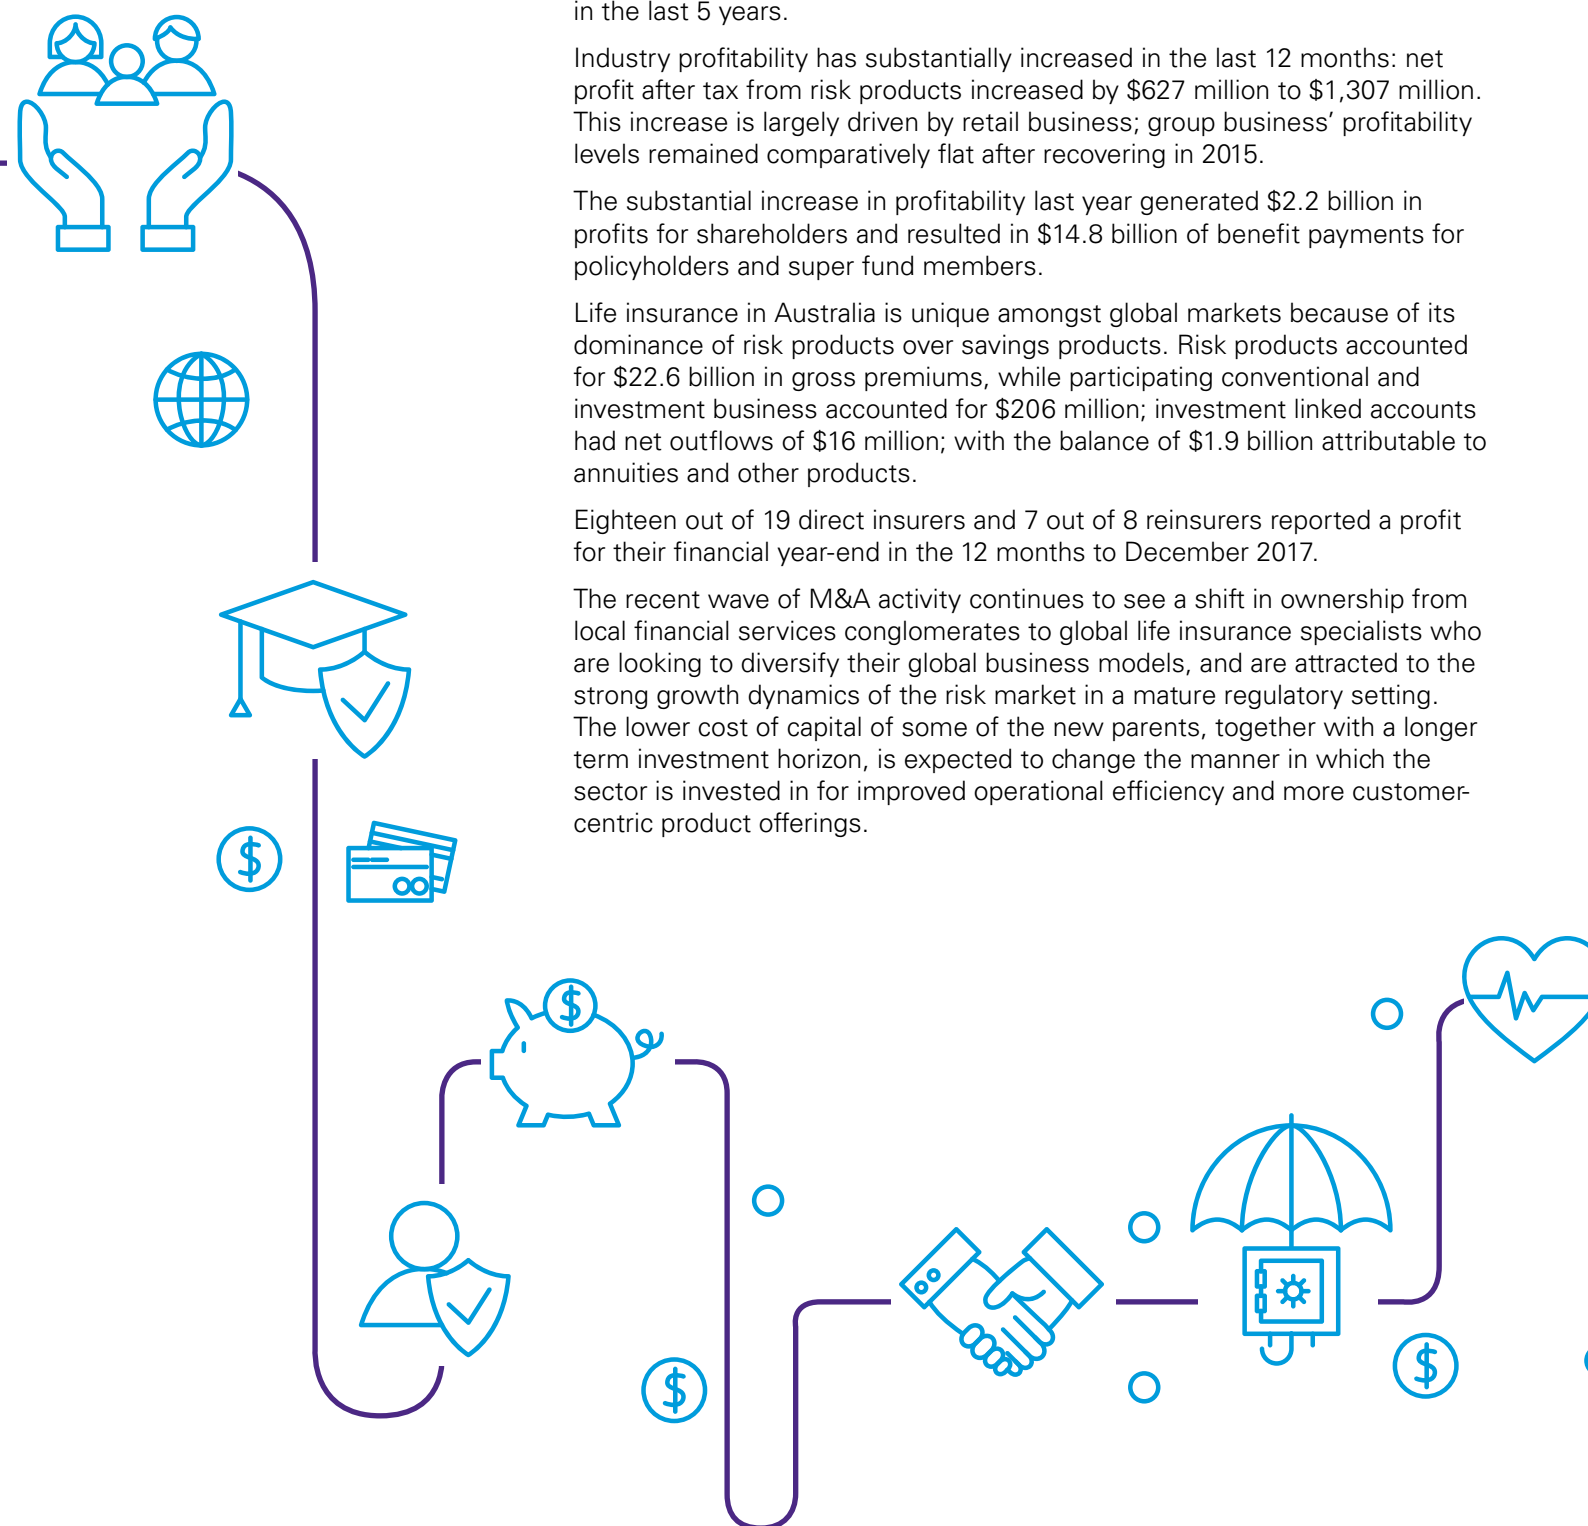 in the last 5 years.
Industry profitability has substantially increased in the last 12 months: net
profit after tax from risk products increased by $627 million to $1,307 million.
This increase is largely driven by retail business; group business’ profitability
levels remained comparatively flat after recovering in 2015.
The substantial increase in profitability last year generated $2.2 billion in
profits for shareholders and resulted in $14.8 billion of benefit payments for
policyholders and super fund members.
Life insurance in Australia is unique amongst global markets because of its
dominance of risk products over savings products. Risk products accounted
for $22.6 billion in gross premiums, while participating conventional and
investment business accounted for $206 million; investment linked accounts
had net outflows of $16 million; with the balance of $1.9 billion attributable to
annuities and other products.
Eighteen out of 19 direct insurers and 7 out of 8 reinsurers reported a profit
for their financial year-end in the 12 months to December 2017.
The recent wave of M&A activity continues to see a shift in ownership from
local financial services conglomerates to global life insurance specialists who
are looking to diversify their global business models, and are attracted to the
strong growth dynamics of the risk market in a mature regulatory setting.
The lower cost of capital of some of the new parents, together with a longer
term investment horizon, is expected to change the manner in which the
sector is invested in for improved operational efficiency and more customer-
centric product offerings.
$
$
$
$